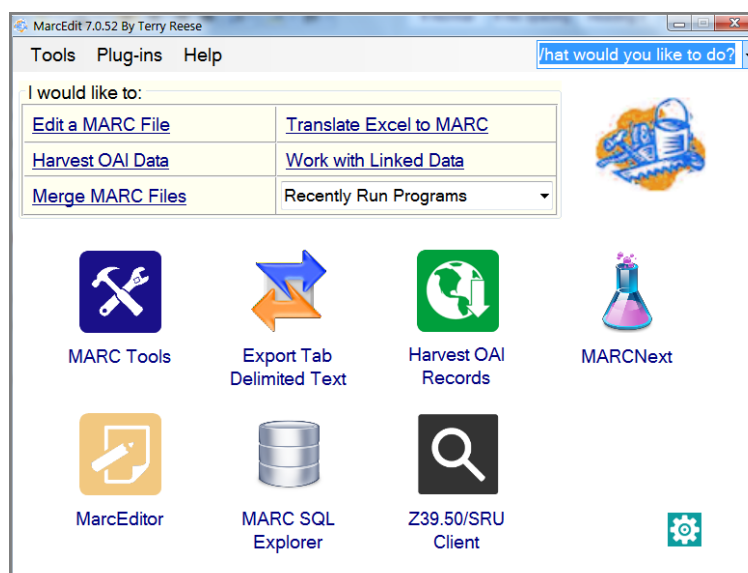 MarcEdit 7.0.52 By Terry Reese
Tools Plug-ins Help
What would you like to do?
I would like to:
Edit a MARC File
Translate Excel to MARC
Harvest OAI Data
Work with Linked Data
Merge MARC Files
Recently Run Programs
MARC Tools
Export Tab
Delimited Text
Harvest OAI
Records
MARCNext
MarcEditor
MARC SQL
Explorer
Z39.50/SRU
Client